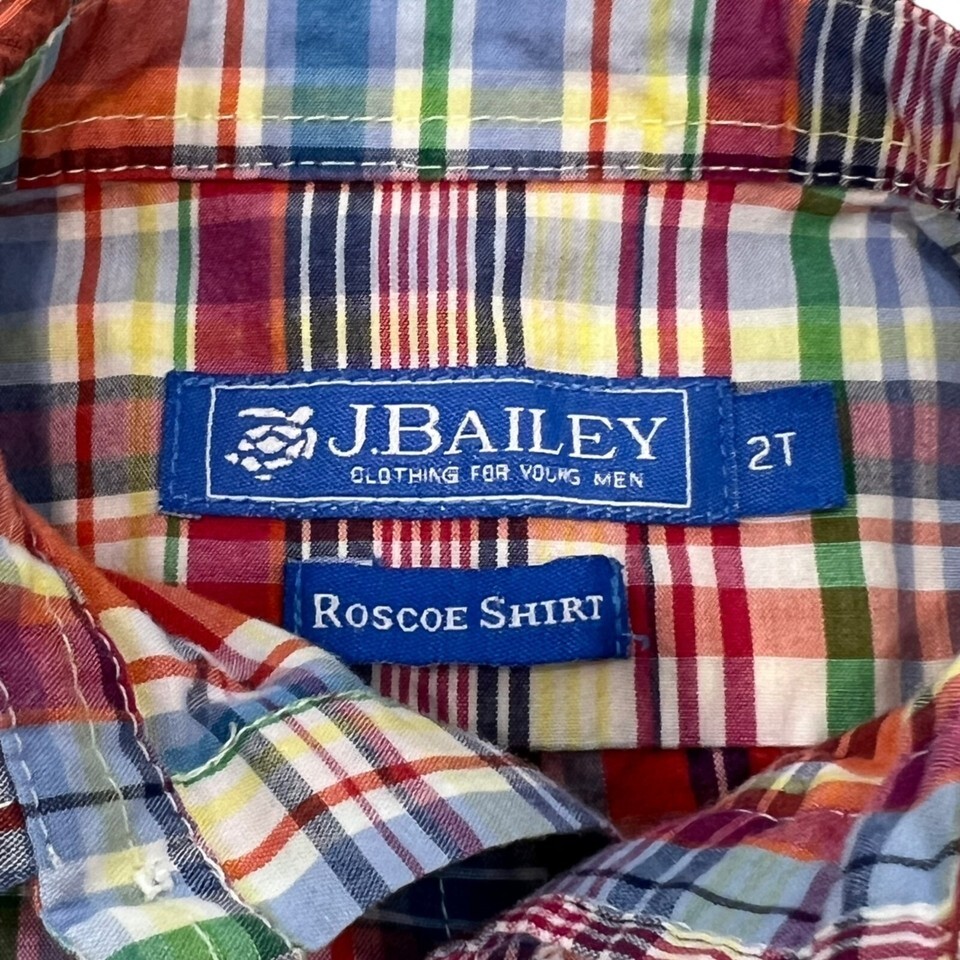 J.BAILEY
CLOTHING FOR YOUNG MEN
2T
ROSCOE SHIRT